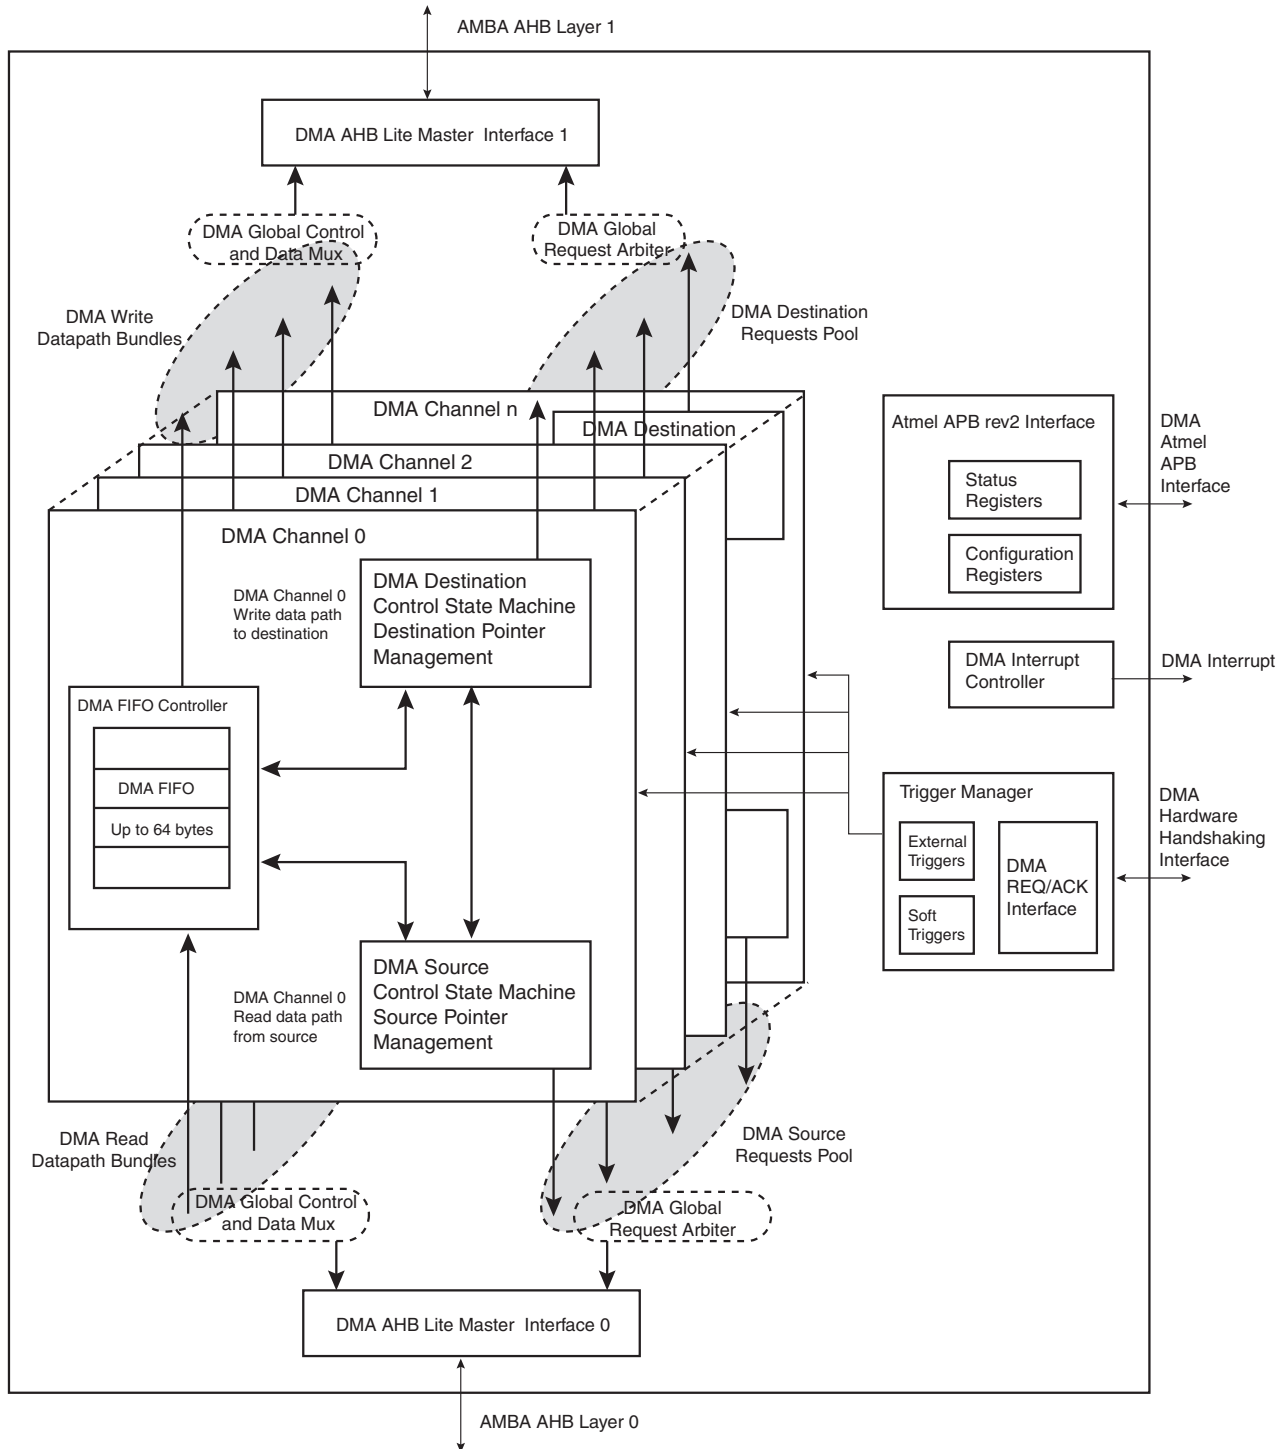 AMBA AHB Layer 1
DMA AHB Lite Master Interface 1
DMA Global Control
and Data Mux
DMA Global
Request Arbiter
DMA Write
Datapath Bundles
DMA Destination
Requests Pool
DMA Channel n
DMA Destination
DMA Channel 2
DMA Channel 1
DMA Channel 0
DMA Destination
Control State Machine
Destination Pointer
Management
DMA Channel 0
Write data path
to destination
DMA FIFO Controller
DMA FIFO
Up to 64 bytes
DMA Source
Control State Machine
Source Pointer
Management
DMA Channel 0
Read data path
from source
Atmel APB rev2 Interface
Status
Registers
Configuration
Registers
DMA
Atmel
APB
Interface
DMA Interrupt
Controller
DMA Interrupt
Trigger Manager
External
Triggers
Soft
Triggers
DMA
REQ/ACK
Interface
DMA
Hardware
Handshaking
Interface
DMA Read
Datapath Bundles
DMA Source
Requests Pool
DMA Global Control
and Data Mux
DMA Global
Request Arbiter
DMA AHB Lite Master Interface 0
AMBA AHB Layer 0